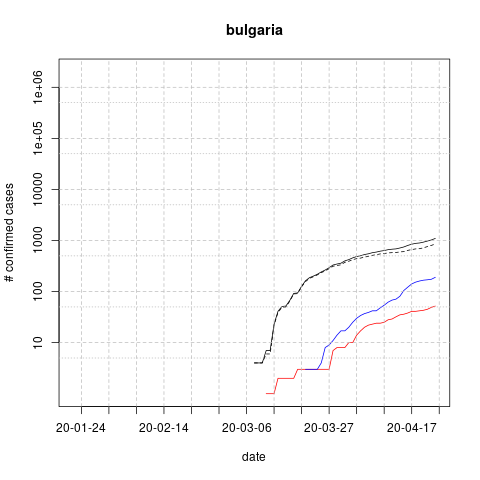 bulgaria
# confirmed cases
1e+06
1e+05
10000
1000
100
10
20-01-24
20-02-14
20-03-06
20-03-27
20-04-17
date